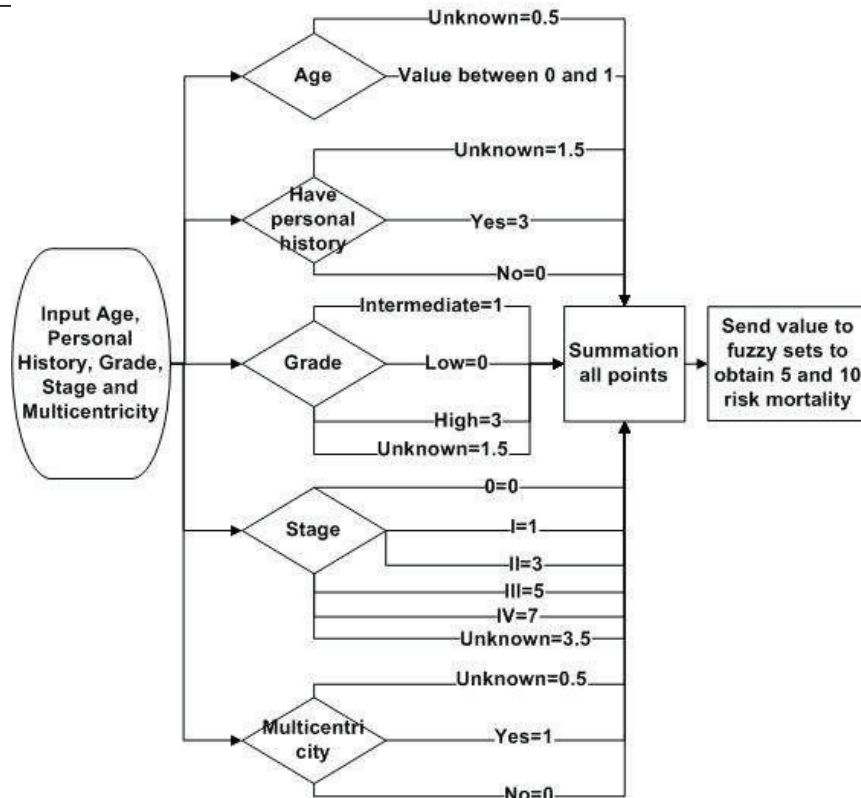 Input Age,
Personal
History, Grade,
Stage and
Multicentricity
Age
Unknown=0.5
Value between 0 and 1
Have
personal
history
Unknown=1.5
Yes=3
No=0
Grade
Intermediate=1
Low=0
High=3
Unknown=1.5
Stage
0=0
I=1
II=3
III=5
IV=7
Unknown=3.5
Multicentri
city
Unknown=0.5
Yes=1
No=0
Summation
all points
Send value to
fuzzy sets to
obtain 5 and 10
risk mortality